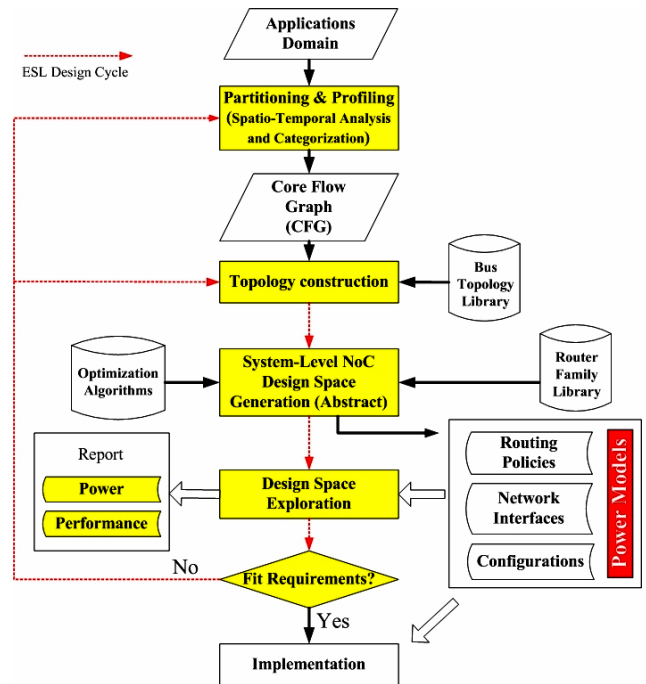 Applications
Domain
ESL Design Cycle
Partitioning & Profiling
(Spatio-Temporal Analysis
and Categorization)
Core Flow
Graph
(CFG)
Bus
Topology
Library
Topology construction
Optimization
Algorithms
System-Level NoC
Design Space
Generation (Abstract)
Router
Family
Library
Report
Power
Performance
Design Space
Exploration
Routing
Policies
Network
Interfaces
Configurations
Power Models
No
Fit Requirements?
Yes
Implementation